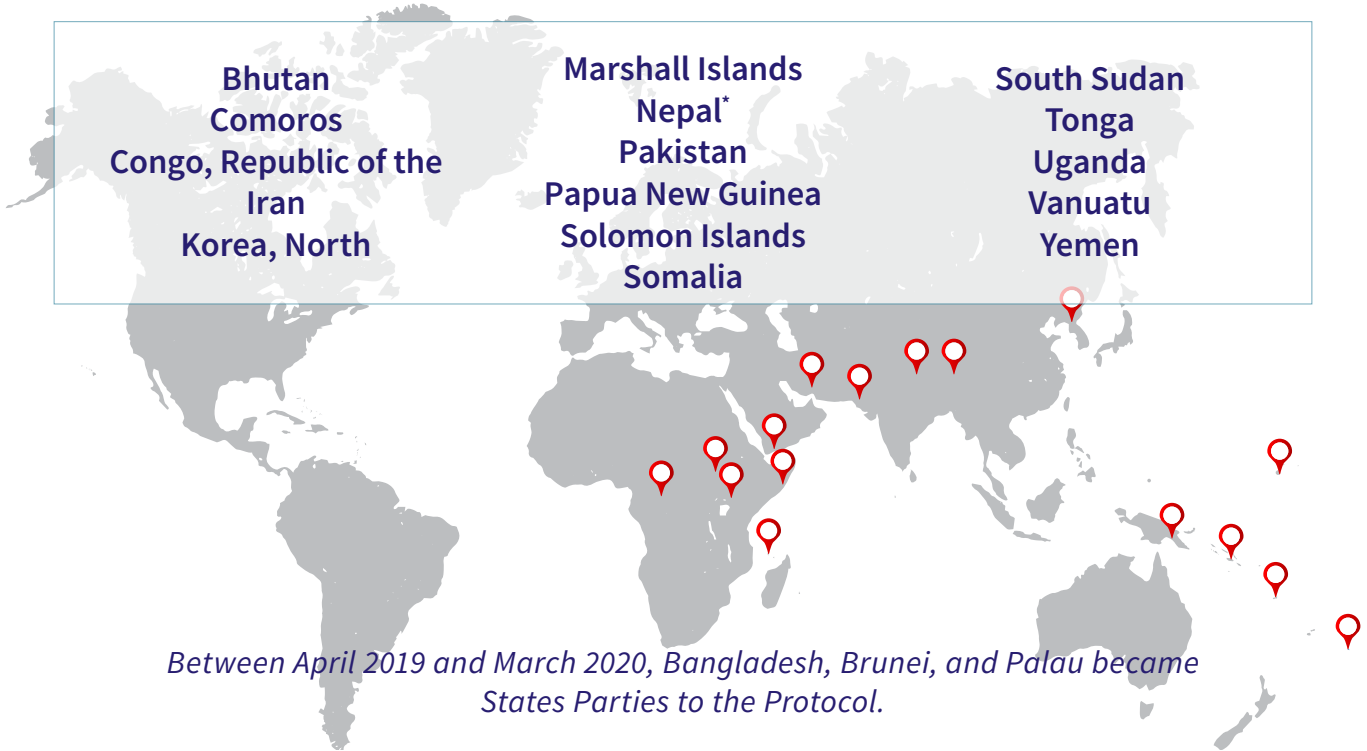 Bhutan
Comoros
Congo, Republic of the
Iran
Korea, North
Marshall Islands
Nepal*
Pakistan
Papua New Guinea
Solomon Islands
Somalia
South Sudan
Tonga
Uganda
Vanuatu
Yemen
Between April 2019 and March 2020, Bangladesh, Brunei, and Palau became
States Parties to the Protocol.